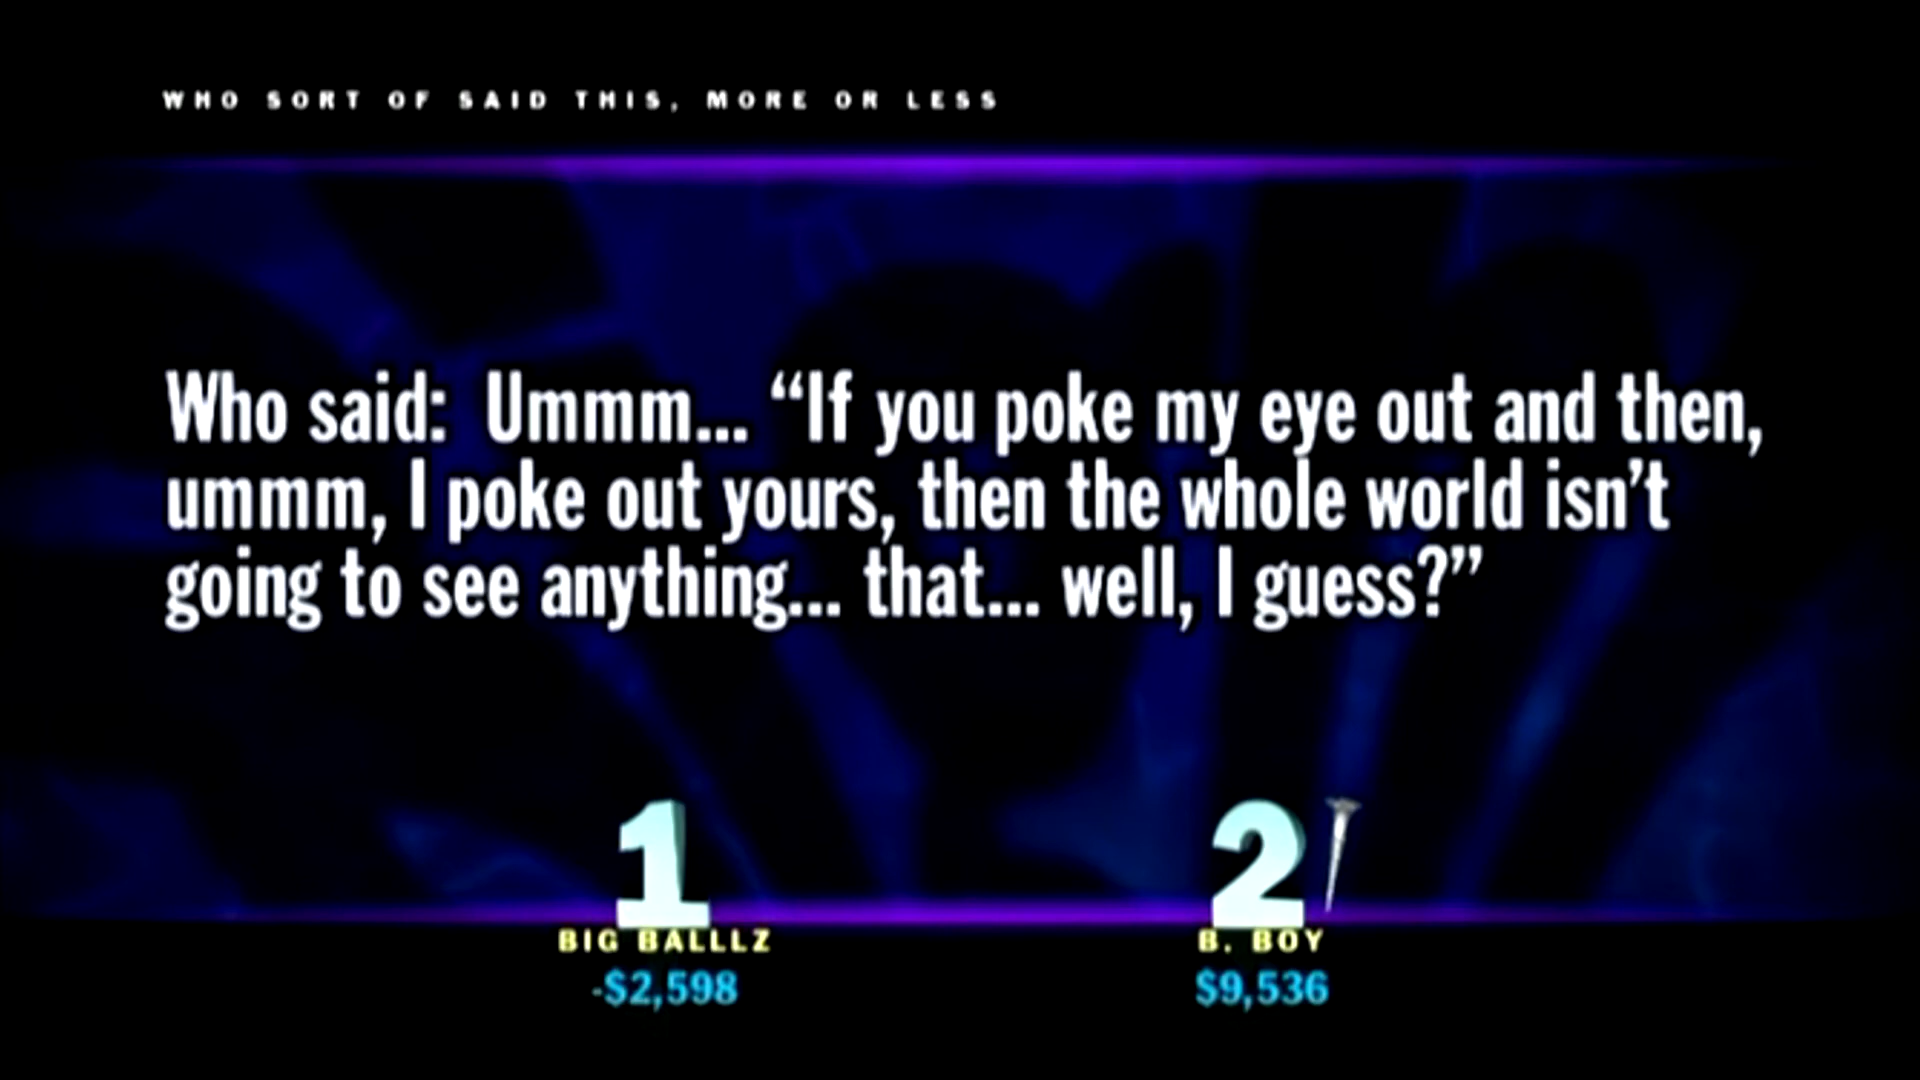 WHO SORT OF SAID THIS, MORE OR LESS
Who said:  Ummm... “If you poke my eye out and then,
ummm, I poke out yours, then the whole world isn’t
going to see anything... that... well, I guess?”
1
2
BIG BALLLZ
B. BOY
-$2,598
$9,536